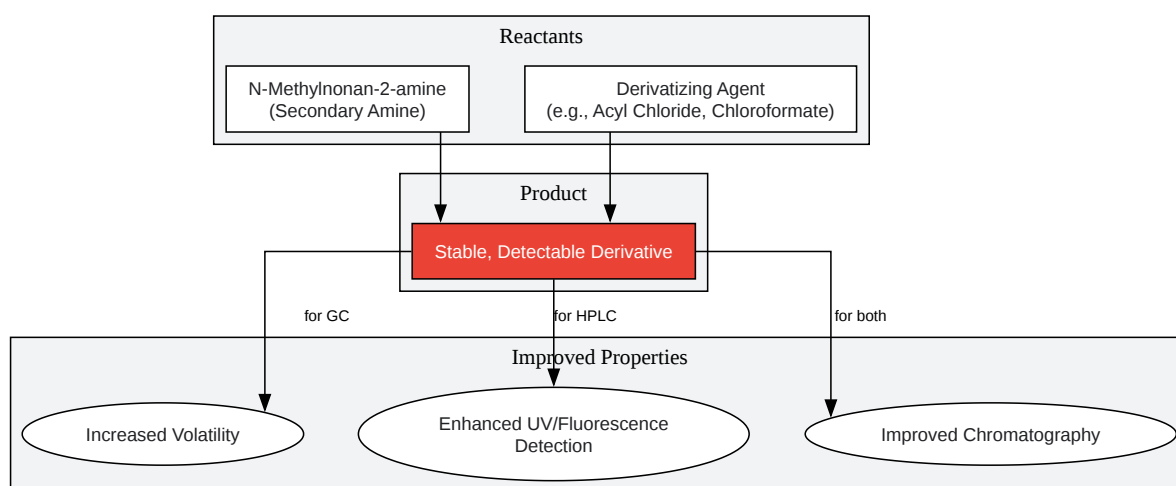 Reactants
N-Methylnonan-2-amine
(Secondary Amine)
Derivatizing Agent
(e.g., Acyl Chloride, Chloroformate)
Product
Stable, Detectable Derivative
for GC
for HPLC
for both
Improved Properties
Increased Volatility
Enhanced UV/Fluorescence
Detection
Improved Chromatography